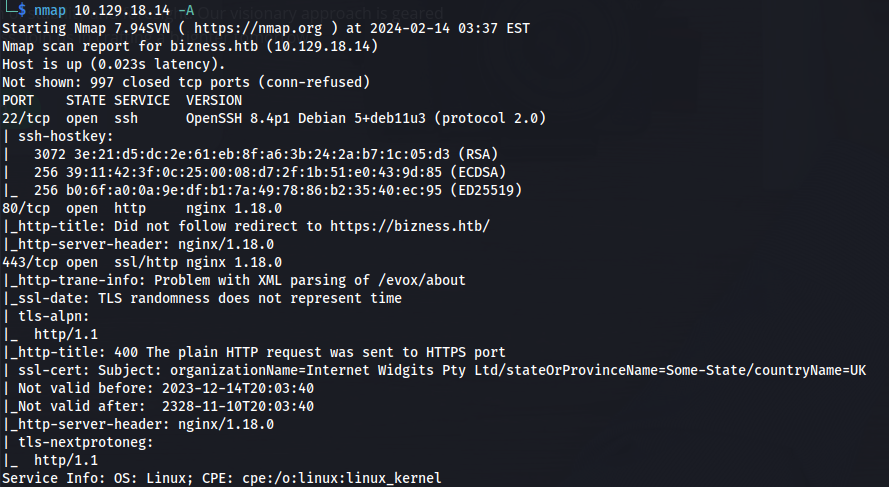 Our visionary approach is geared
$ nmap 10.129.18.14 -A
Starting Nmap 7.94SVN ( https://nmap.org ) at 2024-02-14 03:37 EST
Nmap scan report for bizness.htb (10.129.18.14)
Host is up (0.023s latency).
Not shown: 997 closed tcp ports (conn-refused)
PORT    STATE SERVICE  VERSION
22/tcp  open  ssh      OpenSSH 8.4p1 Debian 5+deb11u3 (protocol 2.0)
| ssh-hostkey:
|   3072 3e:21:d5:dc:2e:61:eb:8f:a6:3b:24:2a:b7:1c:05:d3 (RSA)
|   256 39:11:42:3f:0c:25:00:08:d7:2f:1b:51:e0:43:9d:85 (ECDSA)
|_  256 b0:6f:a0:0a:9e:df:b1:7a:49:78:86:b2:35:40:ec:95 (ED25519)
80/tcp  open  http     nginx 1.18.0
|_http-title: Did not follow redirect to https://bizness.htb/
|_http-server-header: nginx/1.18.0
443/tcp open  ssl/http nginx 1.18.0
|_http-trane-info: Problem with XML parsing of /evox/about
|_ssl-date: TLS randomness does not represent time
| tls-alpn:
|_  http/1.1
|_http-title: 400 The plain HTTP request was sent to HTTPS port
| ssl-cert: Subject: organizationName=Internet Widgits Pty Ltd/stateOrProvinceName=Some-State/countryName=UK
| Not valid before: 2023-12-14T20:03:40
|_Not valid after:  2328-11-10T20:03:40
|_http-server-header: nginx/1.18.0
| tls-nextprotoneg:
|_  http/1.1
Service Info: OS: Linux; CPE: cpe:/o:linux:linux_kernel